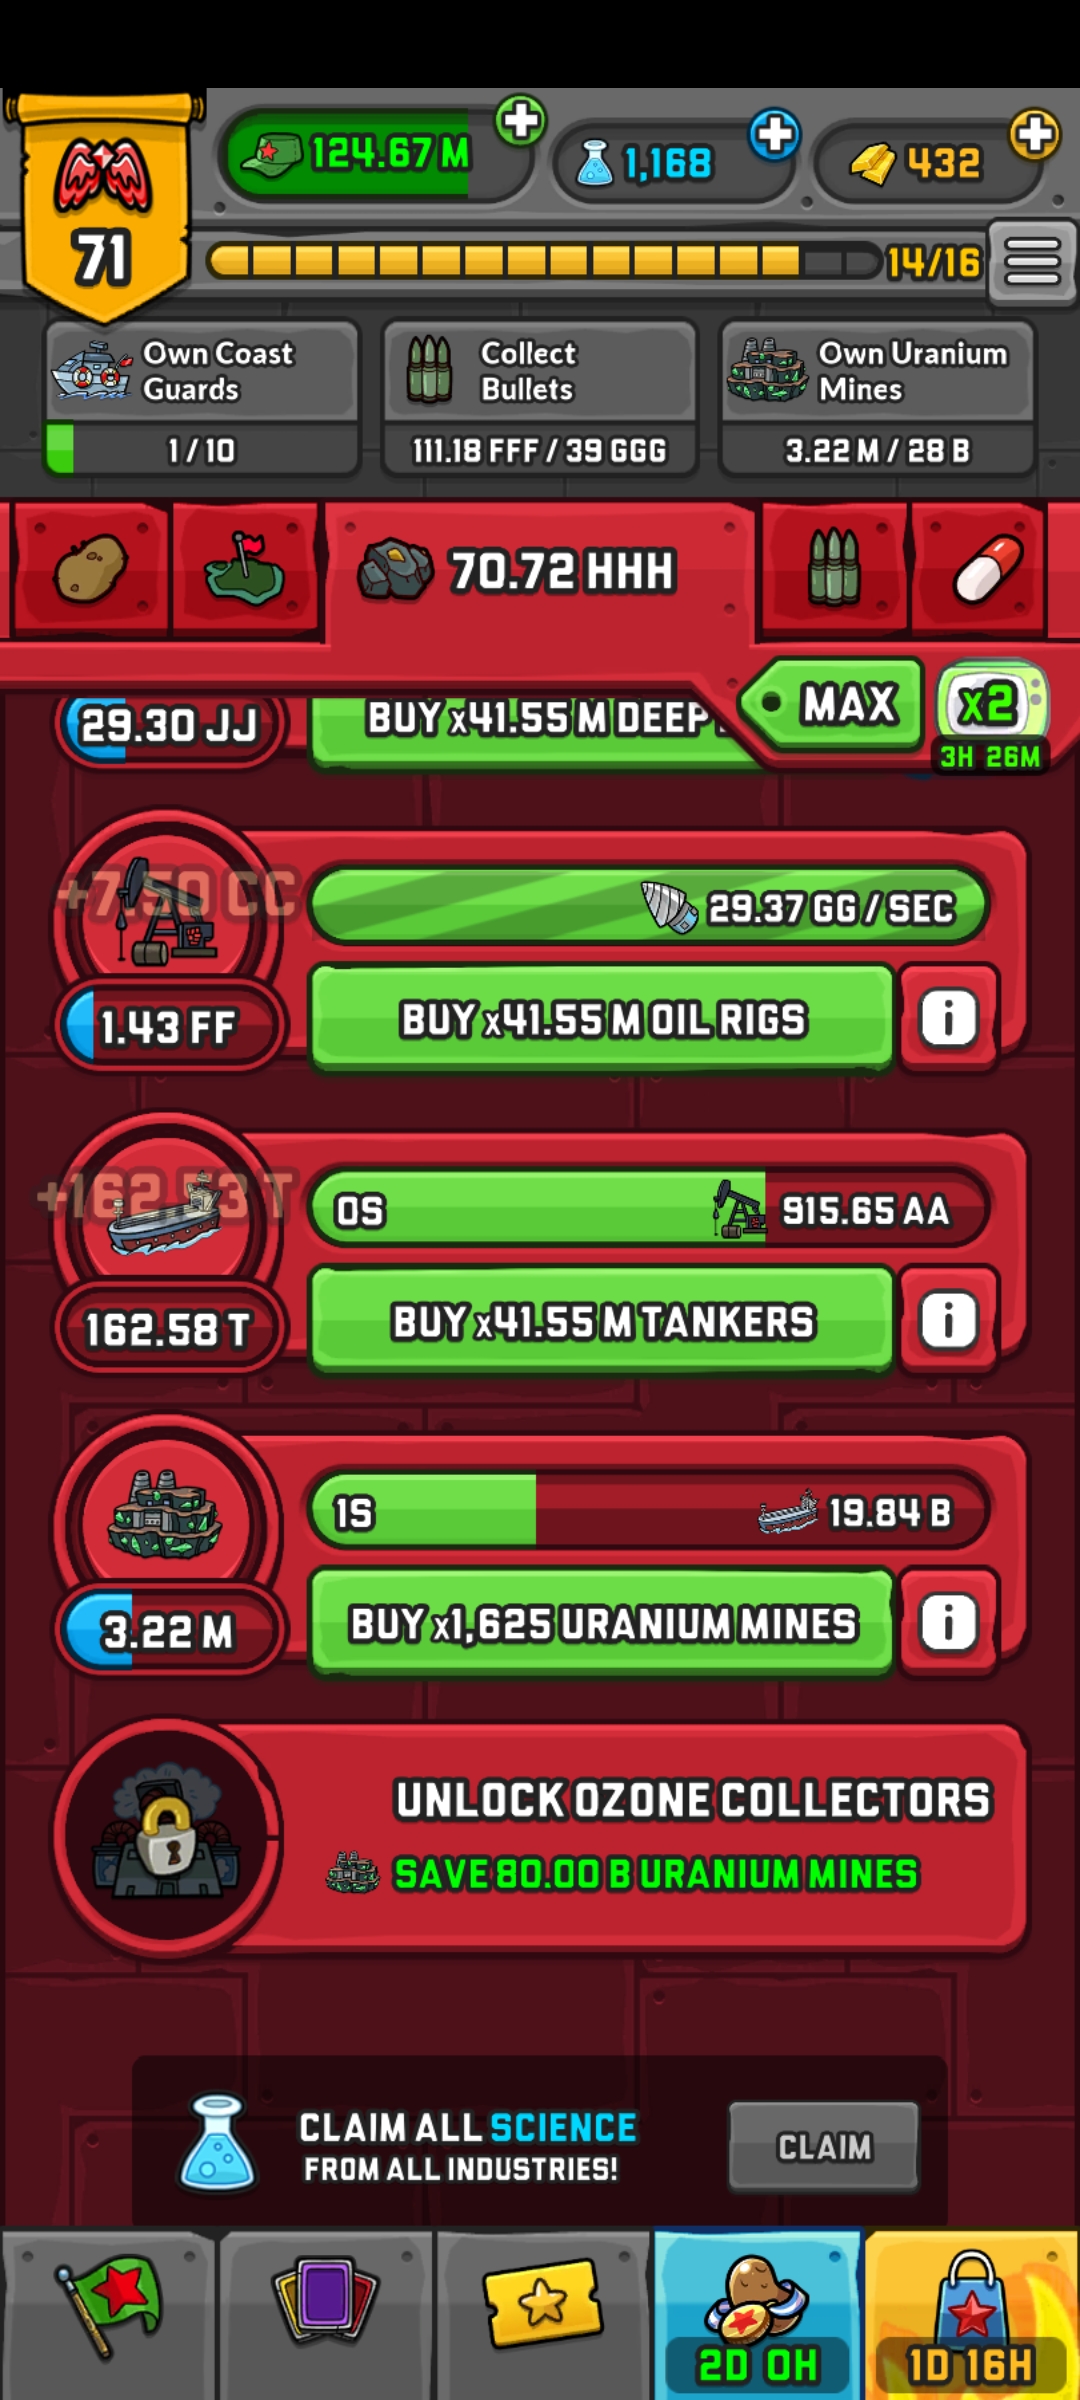 124.67 M
1,168
432
71
14/16
Own Coast
Guards
1 / 10
Collect
Bullets
111.18 FFF / 39 GGG
Own Uranium
Mines
3.22 M / 28 B
70.72 HHH
MAX
x2
3H 26M
29.30 JJ
BUY x41.55 M DEEP
+7.50 CC
29.37 GG / SEC
1.43 FF
BUY x41.55 M OIL RIGS
+162.53 T
0S
915.65 AA
162.58 T
BUY x41.55 M TANKERS
1S
19.84 B
3.22 M
BUY x1,625 URANIUM MINES
UNLOCK OZONE COLLECTORS
SAVE 80.00 B URANIUM MINES
CLAIM ALL SCIENCE
FROM ALL INDUSTRIES!
CLAIM
2D 0H
1D 16H